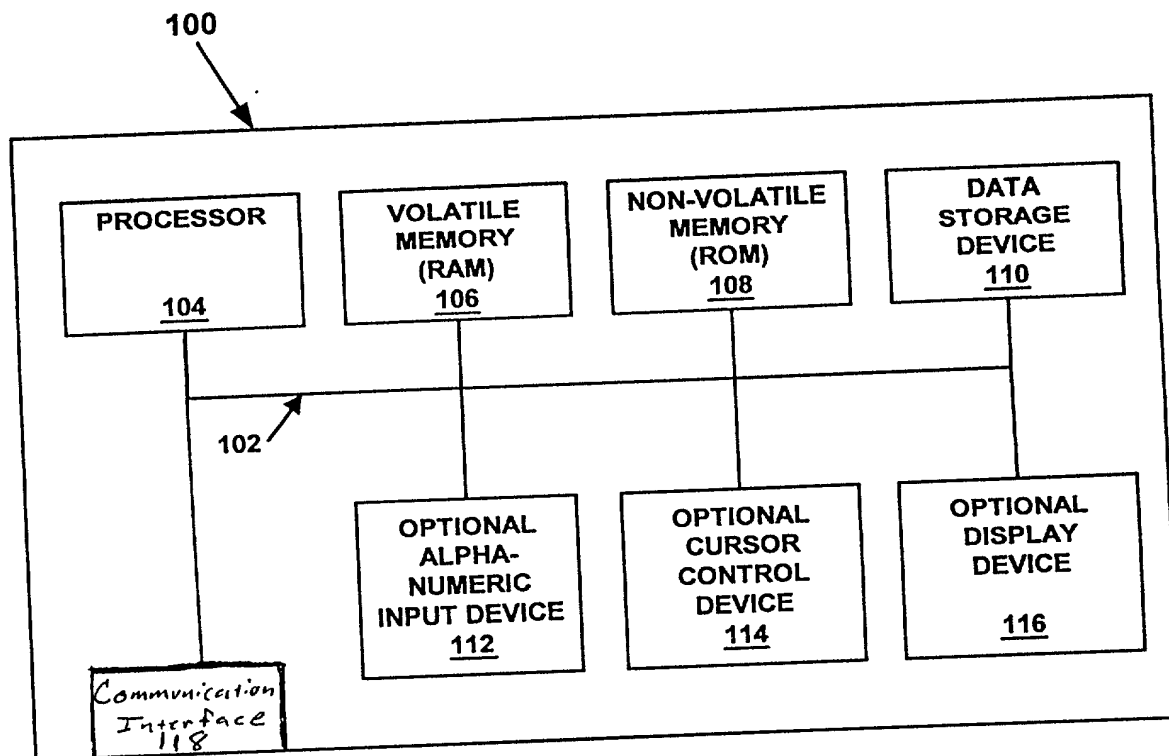 100
PROCESSOR
104
VOLATILE
MEMORY
(RAM)
106
NON-VOLATILE
MEMORY
(ROM)
108
DATA
STORAGE
DEVICE
110
102
OPTIONAL
ALPHA-
NUMERIC
INPUT DEVICE
112
OPTIONAL
CURSOR
CONTROL
DEVICE
114
OPTIONAL
DISPLAY
DEVICE
116
Communication
Interface
118